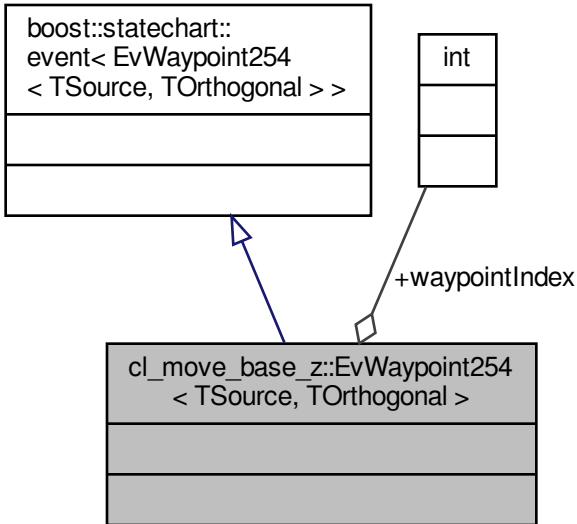 boost::statechart::
event< EvWaypoint254
< TSource, TOrthogonal > >
int
+waypointIndex
cl_move_base_z::EvWaypoint254
< TSource, TOrthogonal >